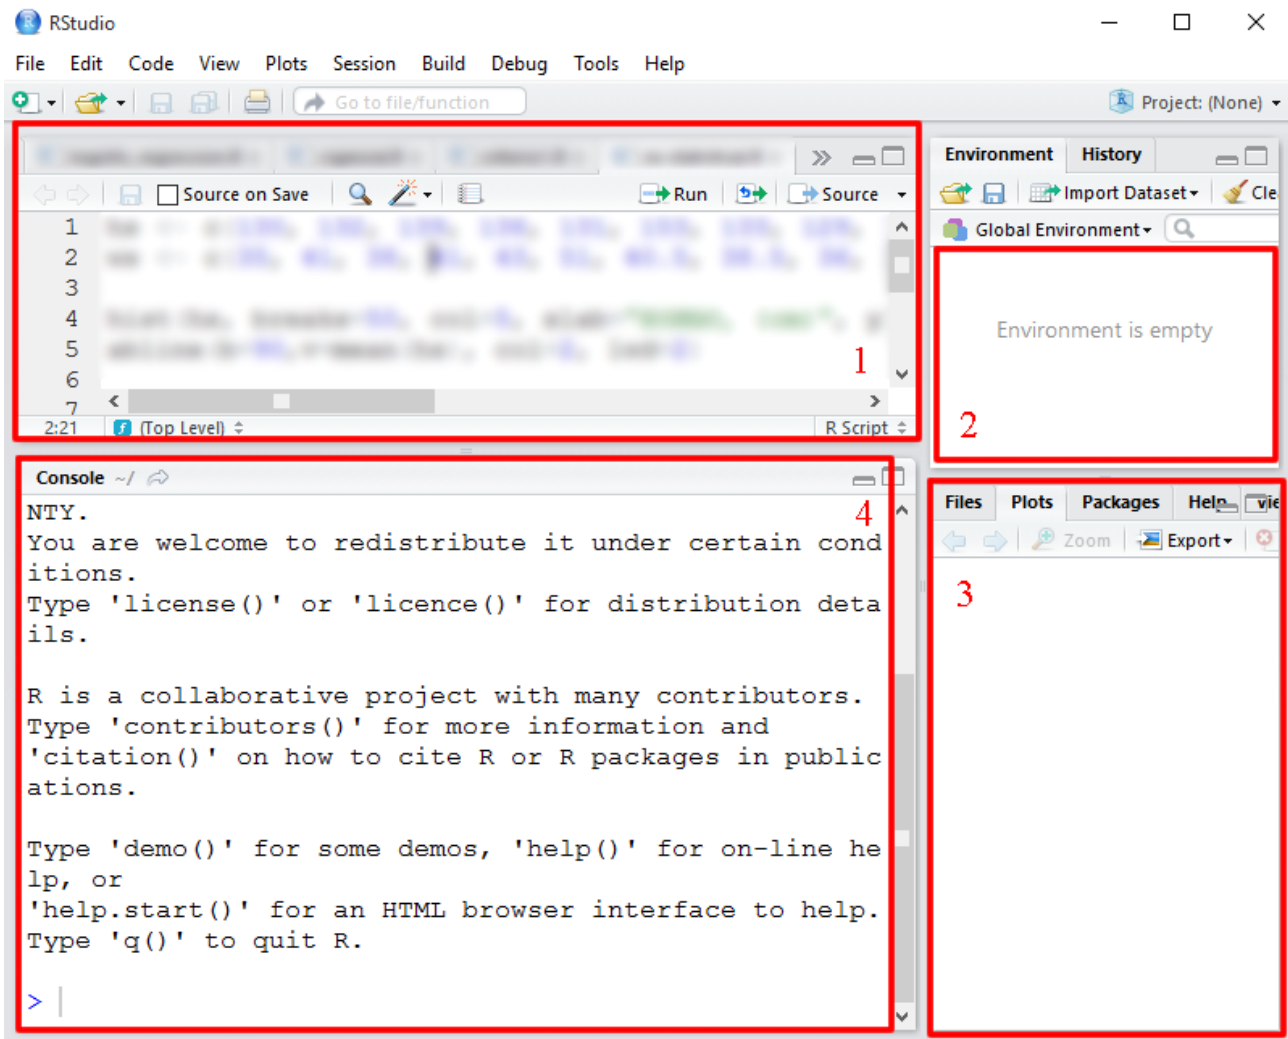 RStudio
File Edit Code View Plots Session Build Debug Tools Help
Go to file/function
Project: (None)
Source on Save
Run
Source
1
2
3
4
5
6
7
1
2:21
(Top Level)
R Script
Environment History
Import Dataset
Cle
Global Environment
Environment is empty
2
Console ~/
NTY.
4
You are welcome to redistribute it under certain cond
itions.
Type 'license()' or 'licence()' for distribution deta
ils.
R is a collaborative project with many contributors.
Type 'contributors()' for more information and
'citation()' on how to cite R or R packages in public
ations.
Type 'demo()' for some demos, 'help()' for on-line he
lp, or
'help.start()' for an HTML browser interface to help.
Type 'q()' to quit R.
>
Files Plots Packages Help Vie
Zoom Export
3